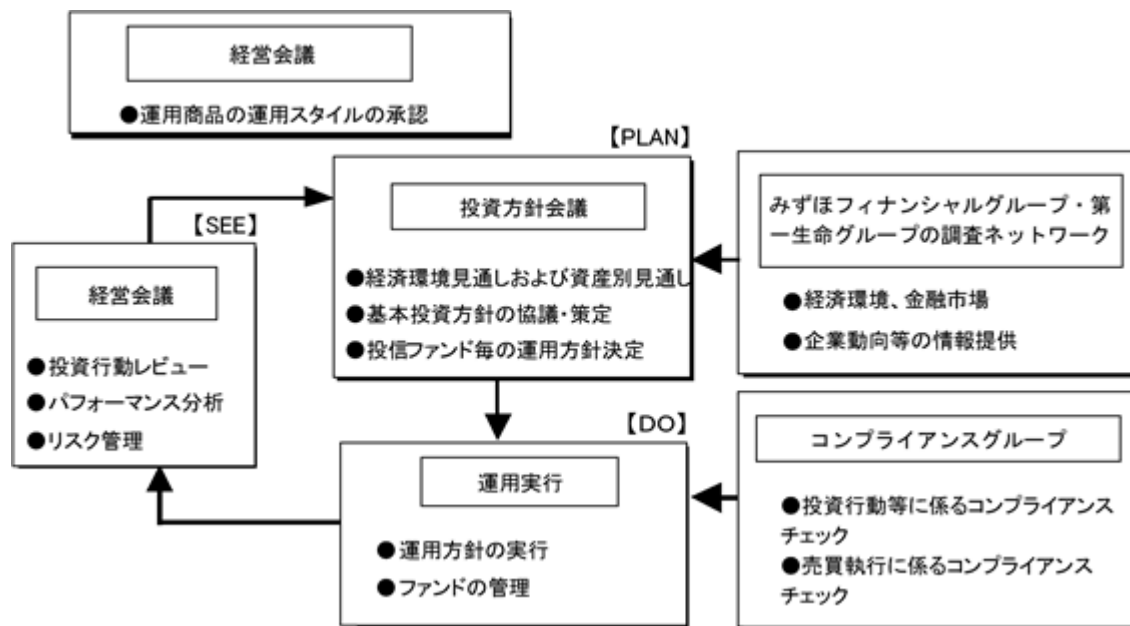 経営会議
●運用商品の運用スタイルの承認
【PLAN】
投資方針会議
●経済環境見通しおよび資産別見通し
●基本投資方針の協議・策定
●投信ファンド毎の運用方針決定
みずほフィナンシャルグループ・第
一生命グループの調査ネットワーク
●経済環境、金融市場
●企業動向等の情報提供
【SEE】
経営会議
●投資行動レビュー
●パフォーマンス分析
●リスク管理
【DO】
運用実行
●運用方針の実行
●ファンドの管理
コンプライアンスグループ
●投資行動等に係るコンプライアンス
チェック
●売買執行に係るコンプライアンス
チェック